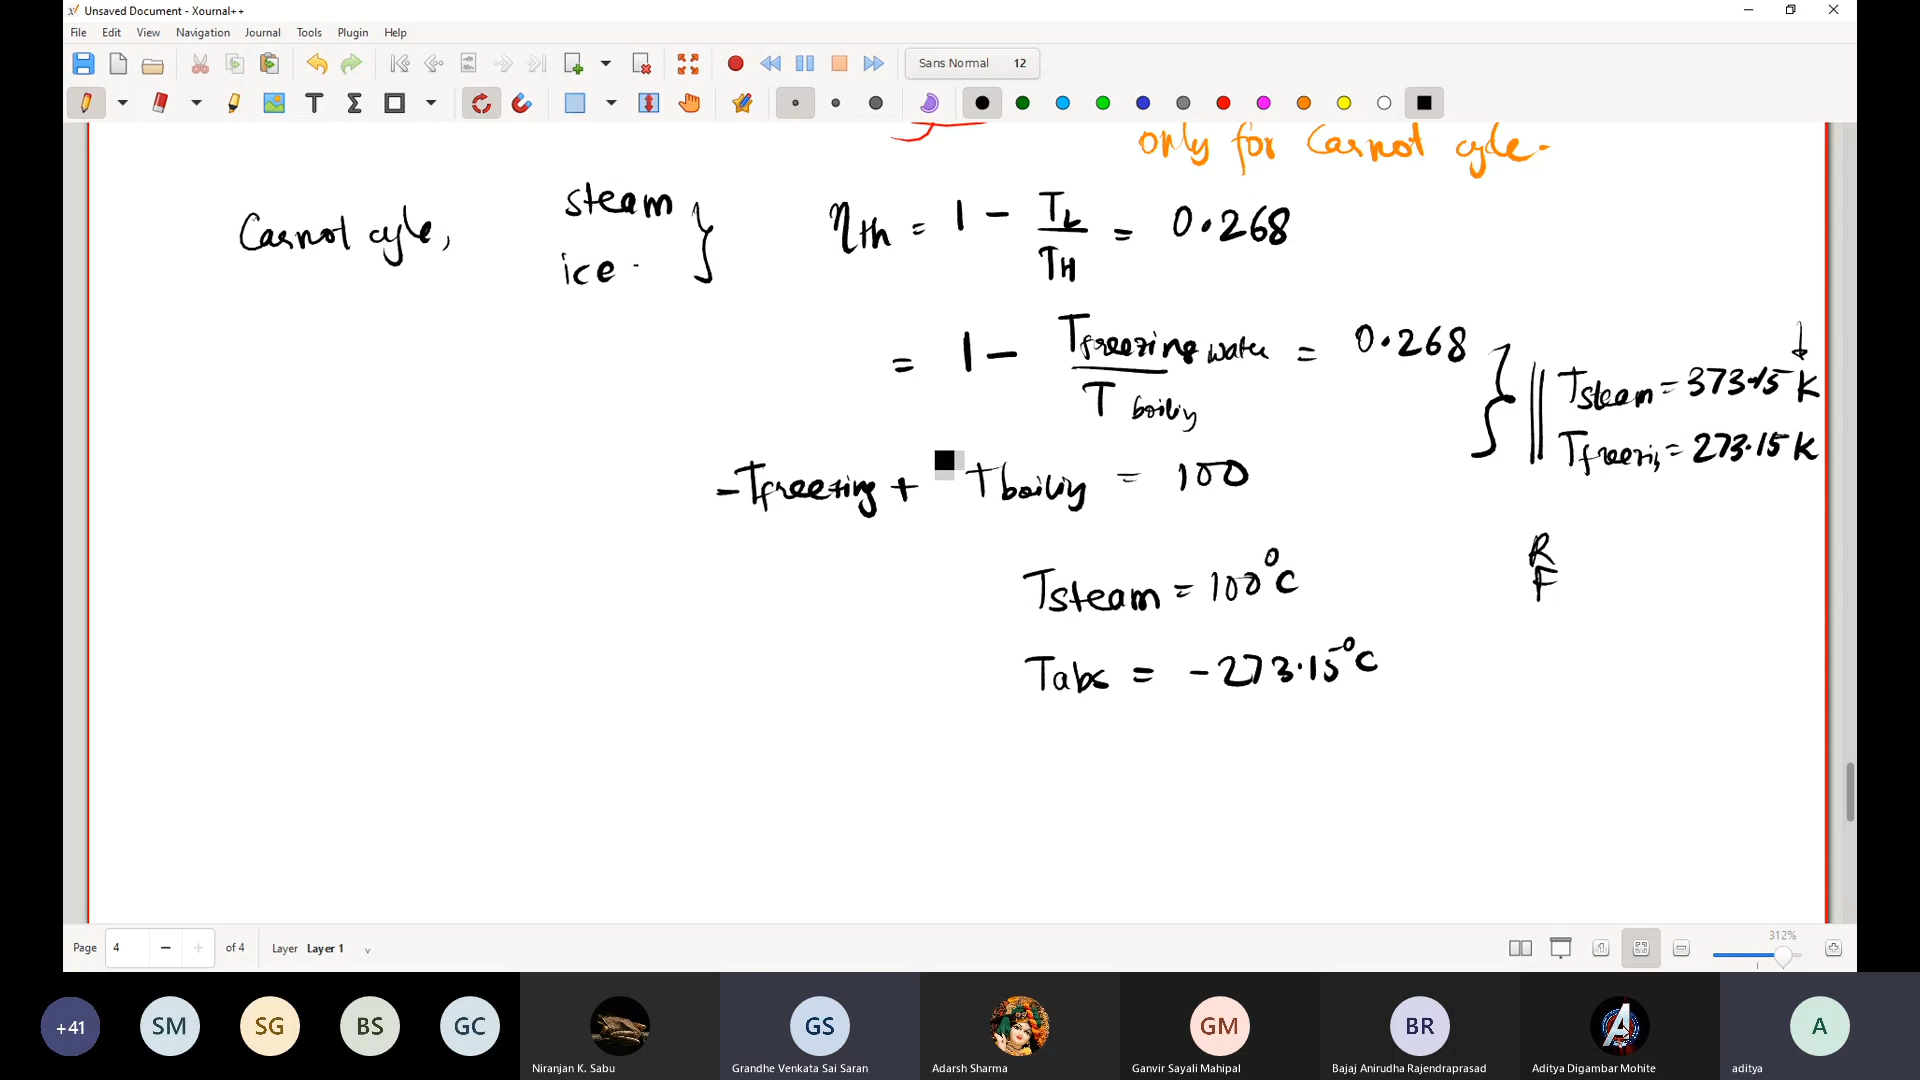 Unsaved Document - Xournal++
File Edit View Navigation Journal Tools Plugin Help
Sans Normal 12
only for Carnot cycle.
Carnot cycle, steam
ice
ηth = 1 - TL/TH = 0.268
= 1 - Tfreezing water/T boiling = 0.268
Tsteam = 373.15 K
Tfreezing = 273.15 K
-Tfreezing + Tboiling = 100
R
F
Tsteam = 100°C
Tabs = -273.15°C
Page 4 of 4 Layer Layer 1
312%
+41 SM SG BS GC GS GM BR A
Niranjan K. Sabu Grandhe Venkata Sai Saran Adarsh Sharma Ganvir Sayali Mahipal Bajaj Anirudha Rajendraprasad Aditya Digambar Mohite aditya